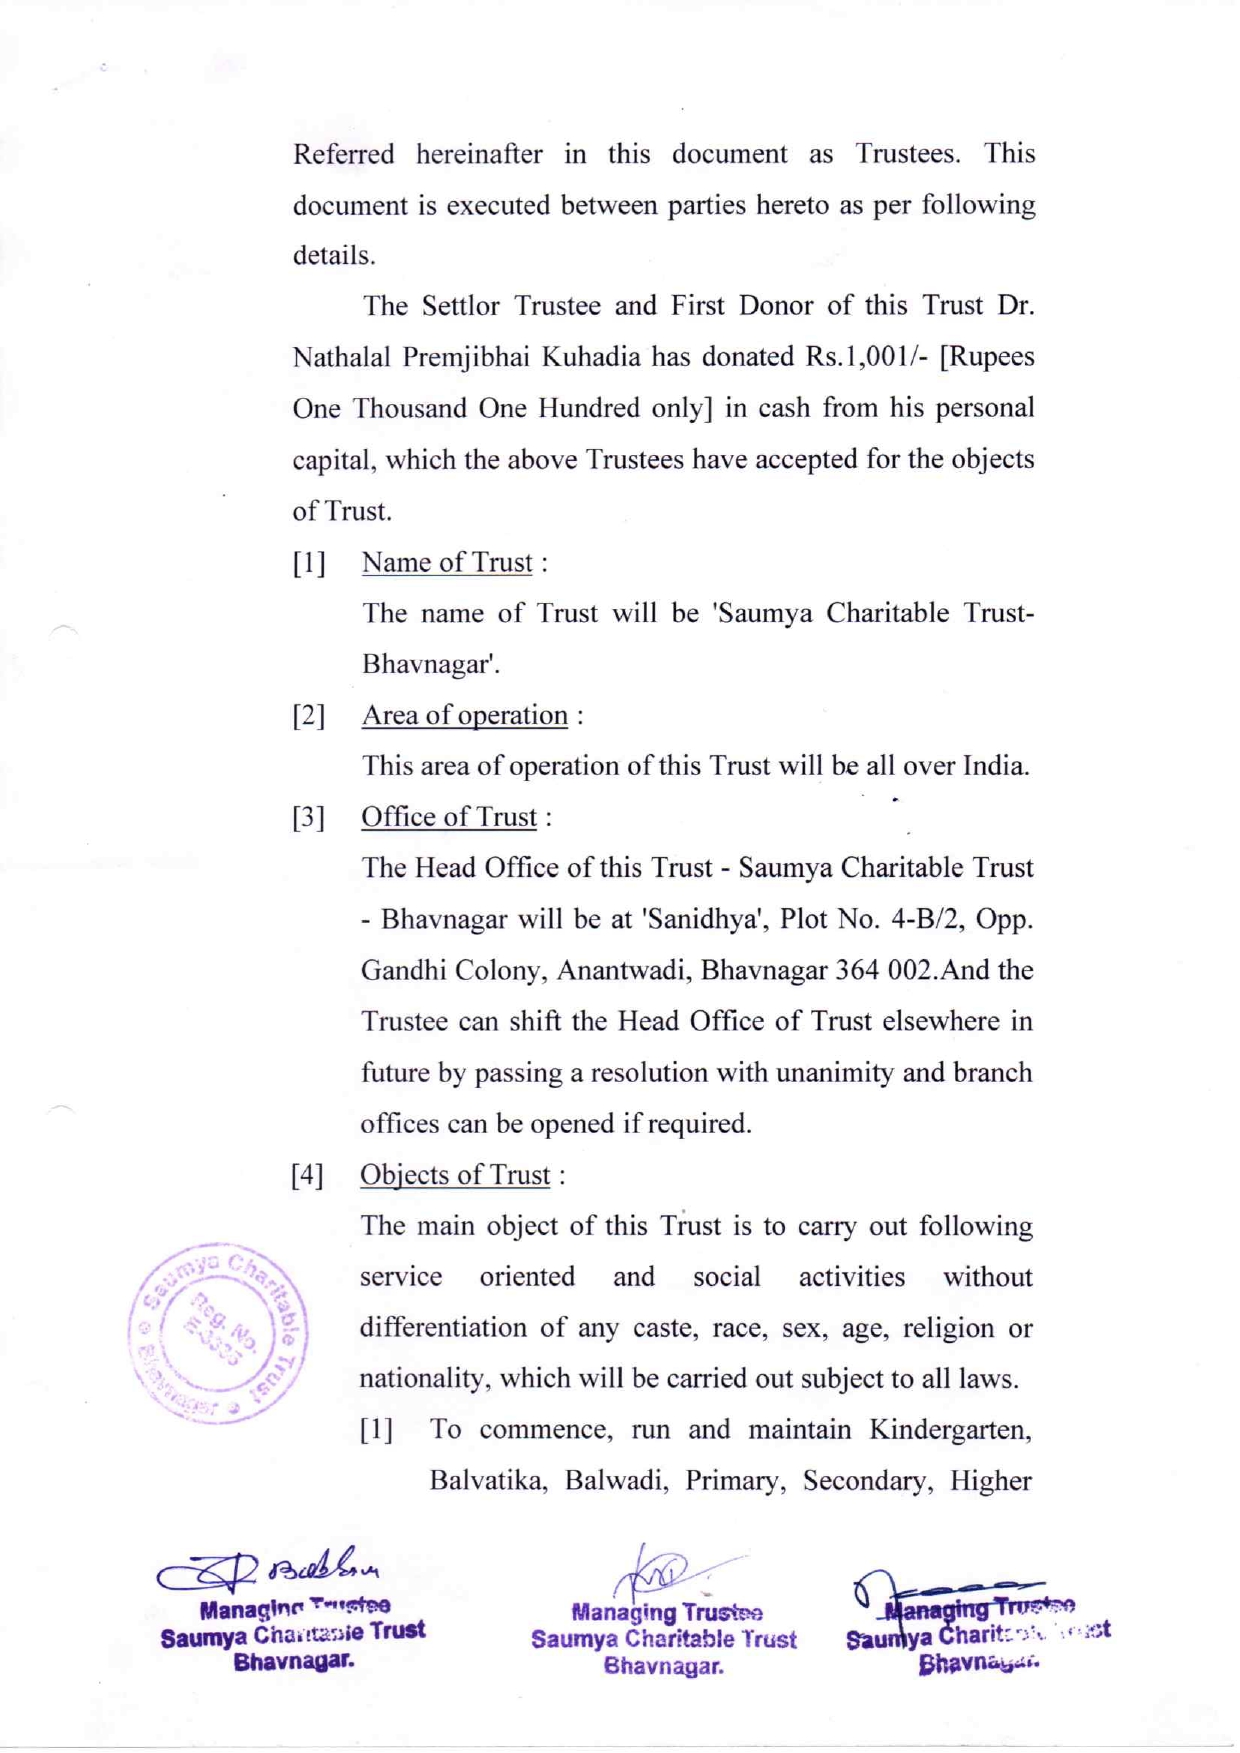 Referred hereinafter in this document as Trustees. This
document is executed between parties hereto as per following
details.
The Settlor Trustee and First Donor of this Trust Dr.
Nathalal Premjibhai Kuhadia has donated Rs.1,001/- [Rupees
One Thousand One Hundred only] in cash from his personal
capital, which the above Trustees have accepted for the objects
of Trust.
[1] Name of Trust :
The name of Trust will be 'Saumya Charitable Trust-
Bhavnagar'.
[2] Area of operation :
This area of operation of this Trust will be all over India.
[3] Office of Trust :
The Head Office of this Trust - Saumya Charitable Trust
- Bhavnagar will be at 'Sanidhya', Plot No. 4-B/2, Opp.
Gandhi Colony, Anantwadi, Bhavnagar 364 002.And the
Trustee can shift the Head Office of Trust elsewhere in
future by passing a resolution with unanimity and branch
offices can be opened if required.
[4] Objects of Trust :
The main object of this Trust is to carry out following
service oriented and social activities without
differentiation of any caste, race, sex, age, religion or
nationality, which will be carried out subject to all laws.
[1] To commence, run and maintain Kindergarten,
Balvatika, Balwadi, Primary, Secondary, Higher
Saumya Charitable Trust
Bhavnagar
Reg. No.
Managing Trustee
Saumya Charitable Trust
Bhavnagar.
Managing Trustee
Saumya Charitable Trust
Bhavnagar.
Managing Trustee
Saumya Charitable Trust
Bhavnagar.